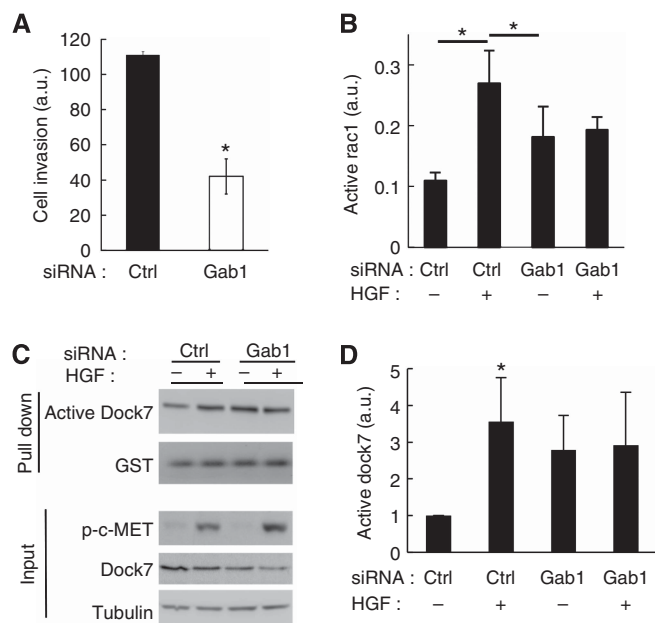 A
Cell invasion (a.u.)
120
100
80
60
40
20
0
*
siRNA : Ctrl Gab1
B
Active rac1 (a.u.)
0.3
0.2
0.1
0
* *
siRNA : Ctrl Ctrl Gab1 Gab1
HGF : – + – +
C
siRNA : Ctrl Gab1
HGF : – + – +
Pull down
Active Dock7
GST
Input
p-c-MET
Dock7
Tubulin
D
Active dock7 (a.u.)
5
4
3
2
1
0
*
siRNA : Ctrl Ctrl Gab1 Gab1
HGF : – + – +